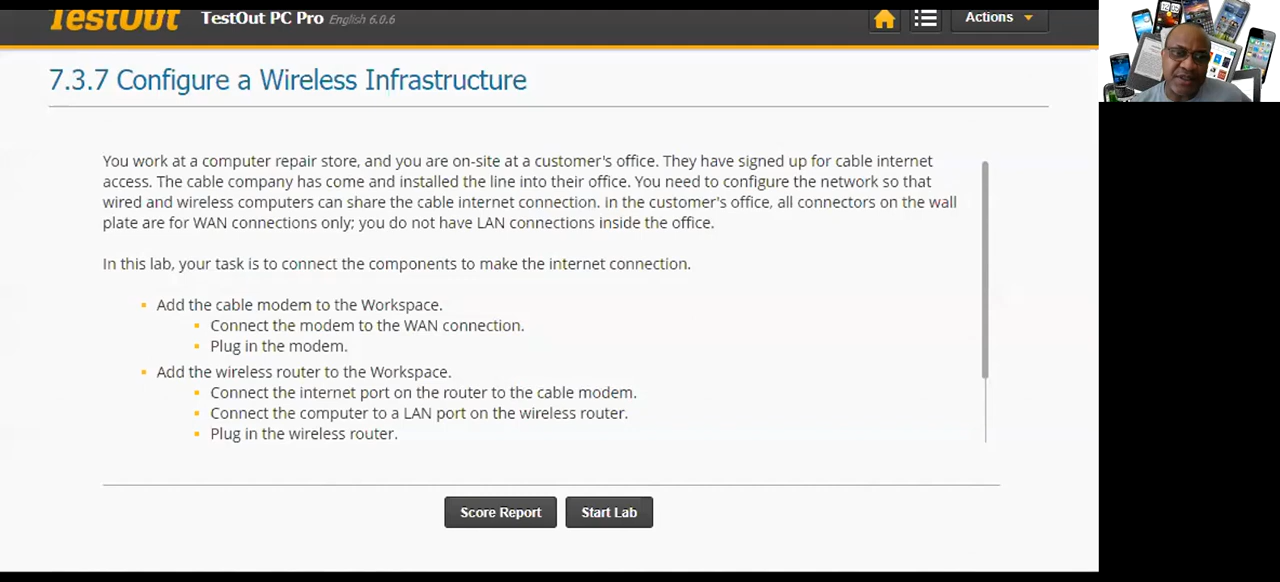 TestOut TestOut PC Pro English 6.0.6 Actions
7.3.7 Configure a Wireless Infrastructure
You work at a computer repair store, and you are on-site at a customer's office. They have signed up for cable internet
access. The cable company has come and installed the line into their office. You need to configure the network so that
wired and wireless computers can share the cable internet connection. In the customer's office, all connectors on the wall
plate are for WAN connections only; you do not have LAN connections inside the office.
In this lab, your task is to connect the components to make the internet connection.
Add the cable modem to the Workspace.
Connect the modem to the WAN connection.
Plug in the modem.
Add the wireless router to the Workspace.
Connect the internet port on the router to the cable modem.
Connect the computer to a LAN port on the wireless router.
Plug in the wireless router.
Score Report Start Lab